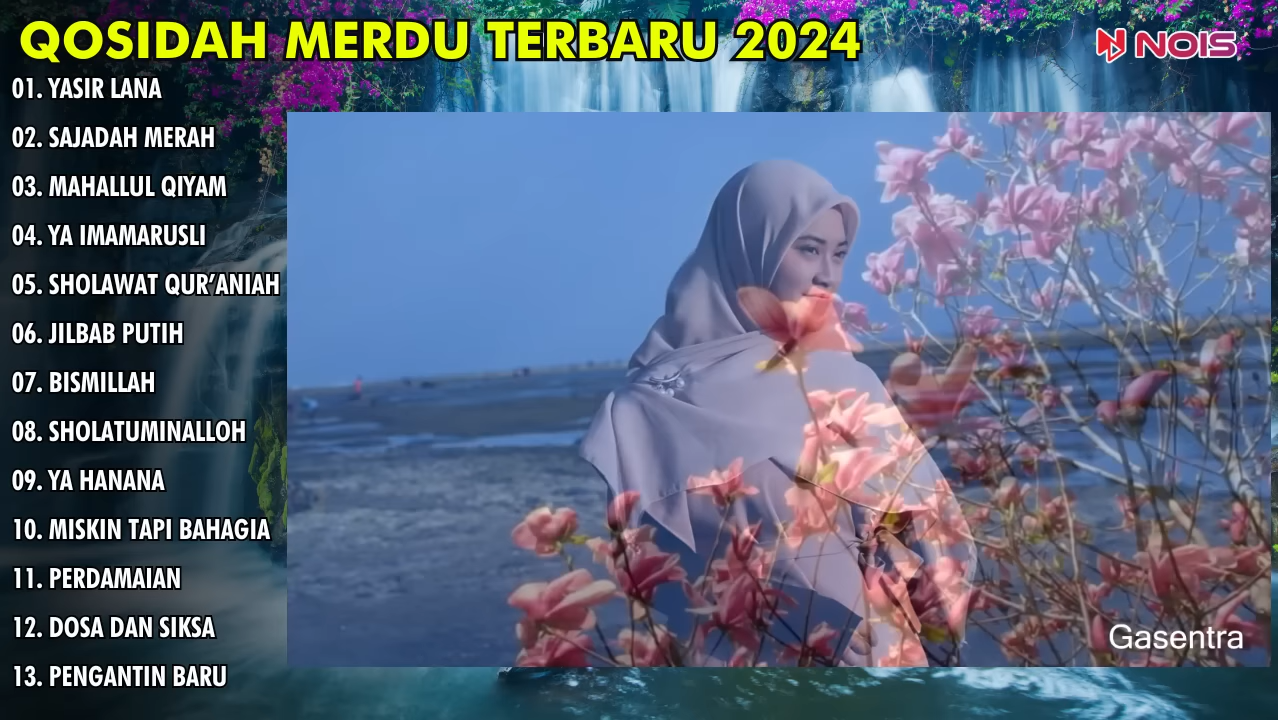 QOSIDAH MERDU TERBARU 2024
NOIS
01. YASIR LANA
02. SAJADAH MERAH
03. MAHALLUL QIYAM
04. YA IMAMARUSLI
05. SHOLAWAT QUR’ANIAH
06. JILBAB PUTIH
07. BISMILLAH
08. SHOLATUMINALLOH
09. YA HANANA
10. MISKIN TAPI BAHAGIA
11. PERDAMAIAN
12. DOSA DAN SIKSA
13. PENGANTIN BARU
Gasentra